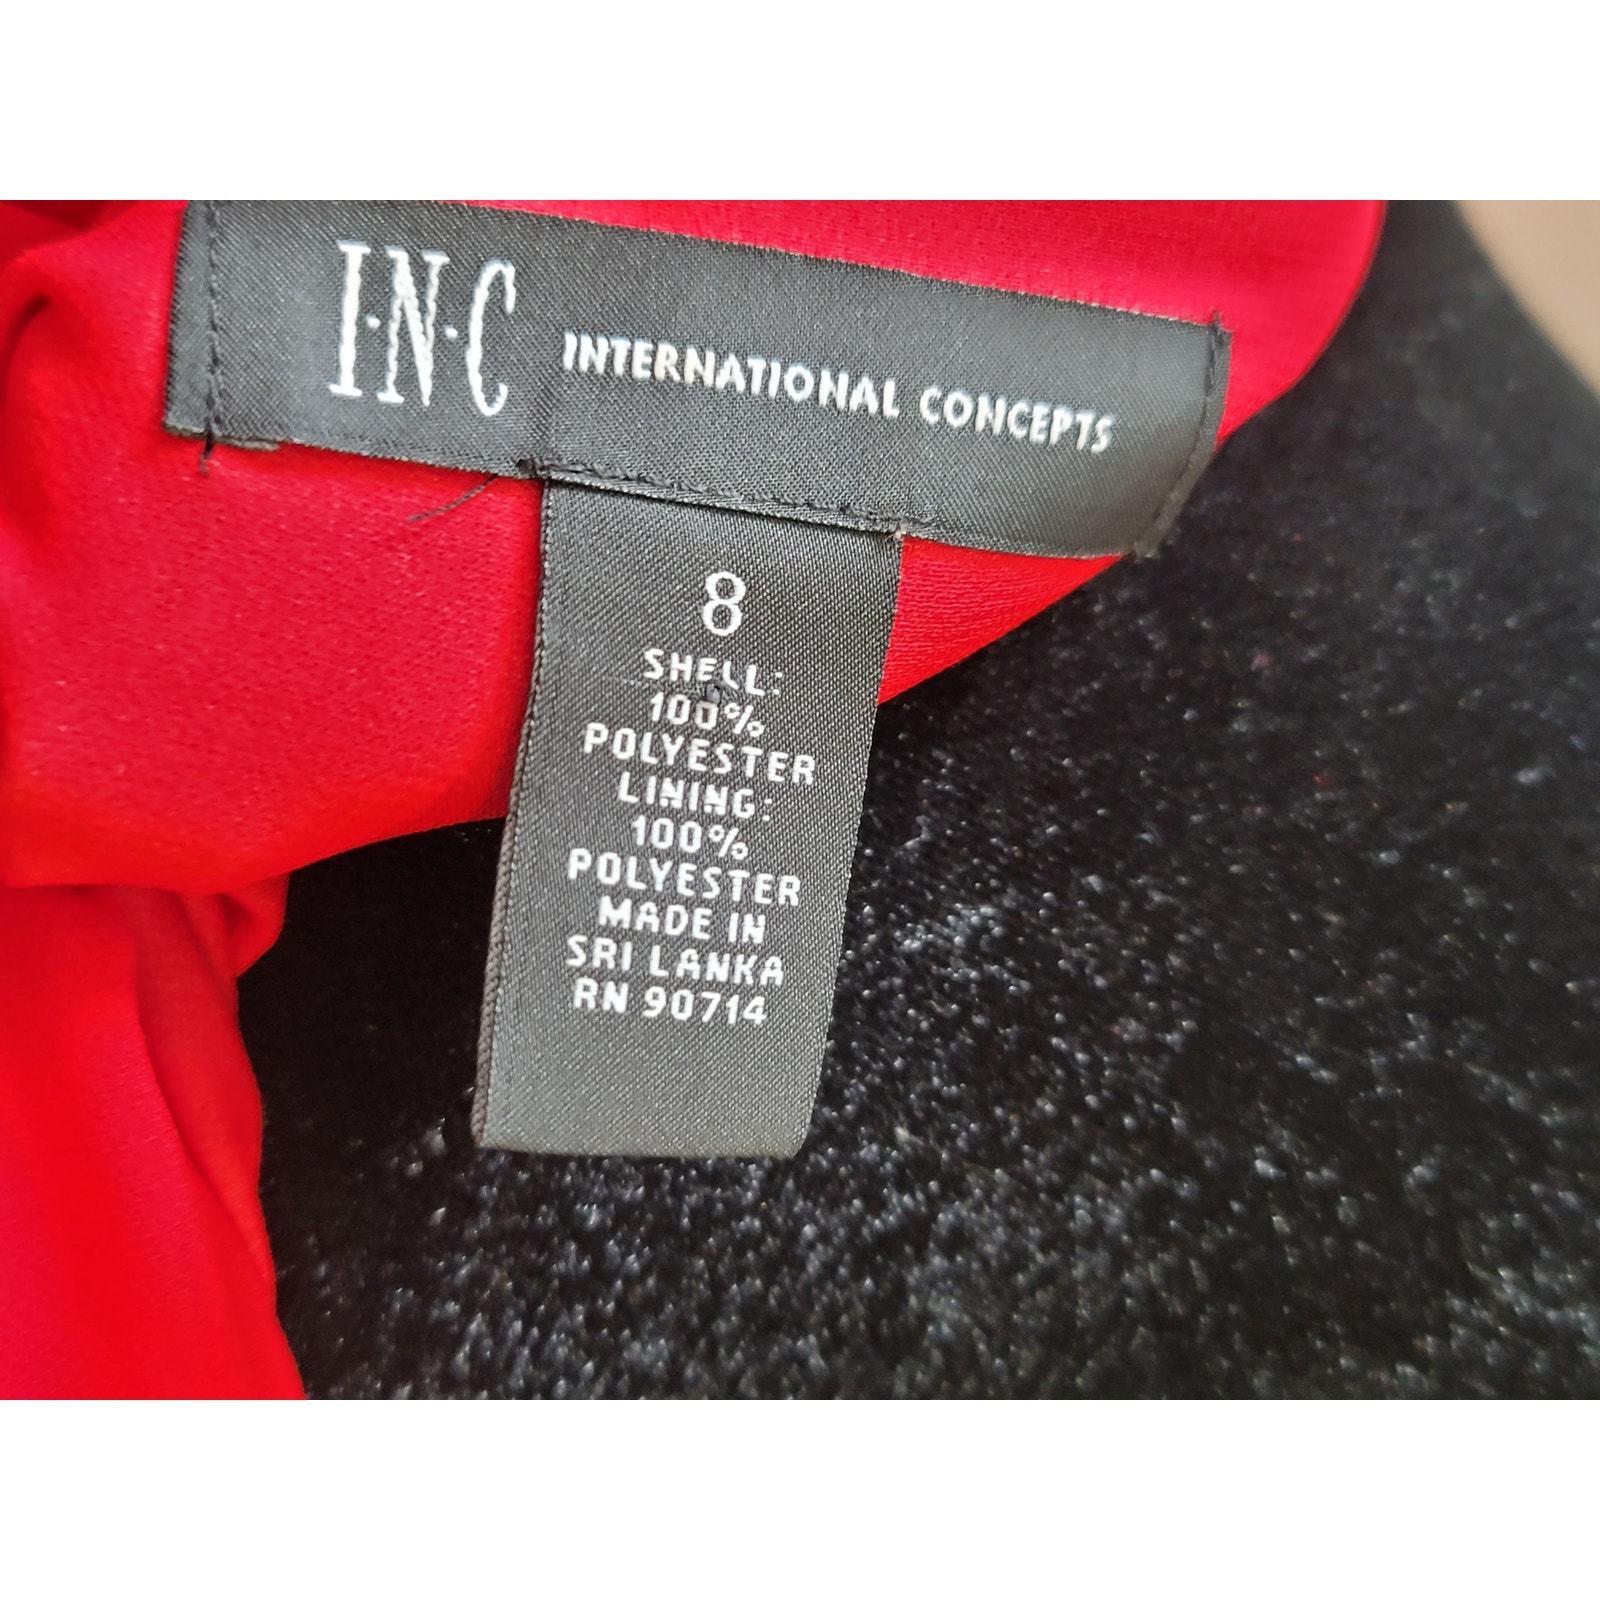 I·N·C INTERNATIONAL CONCEPTS
8
SHELL:
100%
POLYESTER
LINING:
100%
POLYESTER
MADE IN
SRI LANKA
RN 90714